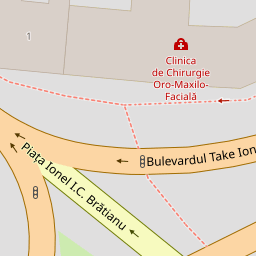 1
Clinica
de Chirurgie
Oro-Maxilo-
Facială
Bulevardul Take Ion
Piața Ionel I.C. Brătianu